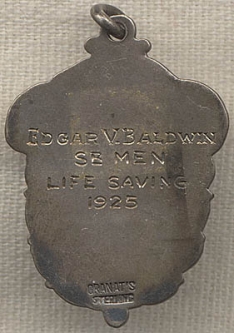 EDGAR V. BALDWIN
SE MEN
LIFE SAVING
1925
GRANAT'S
STERLING